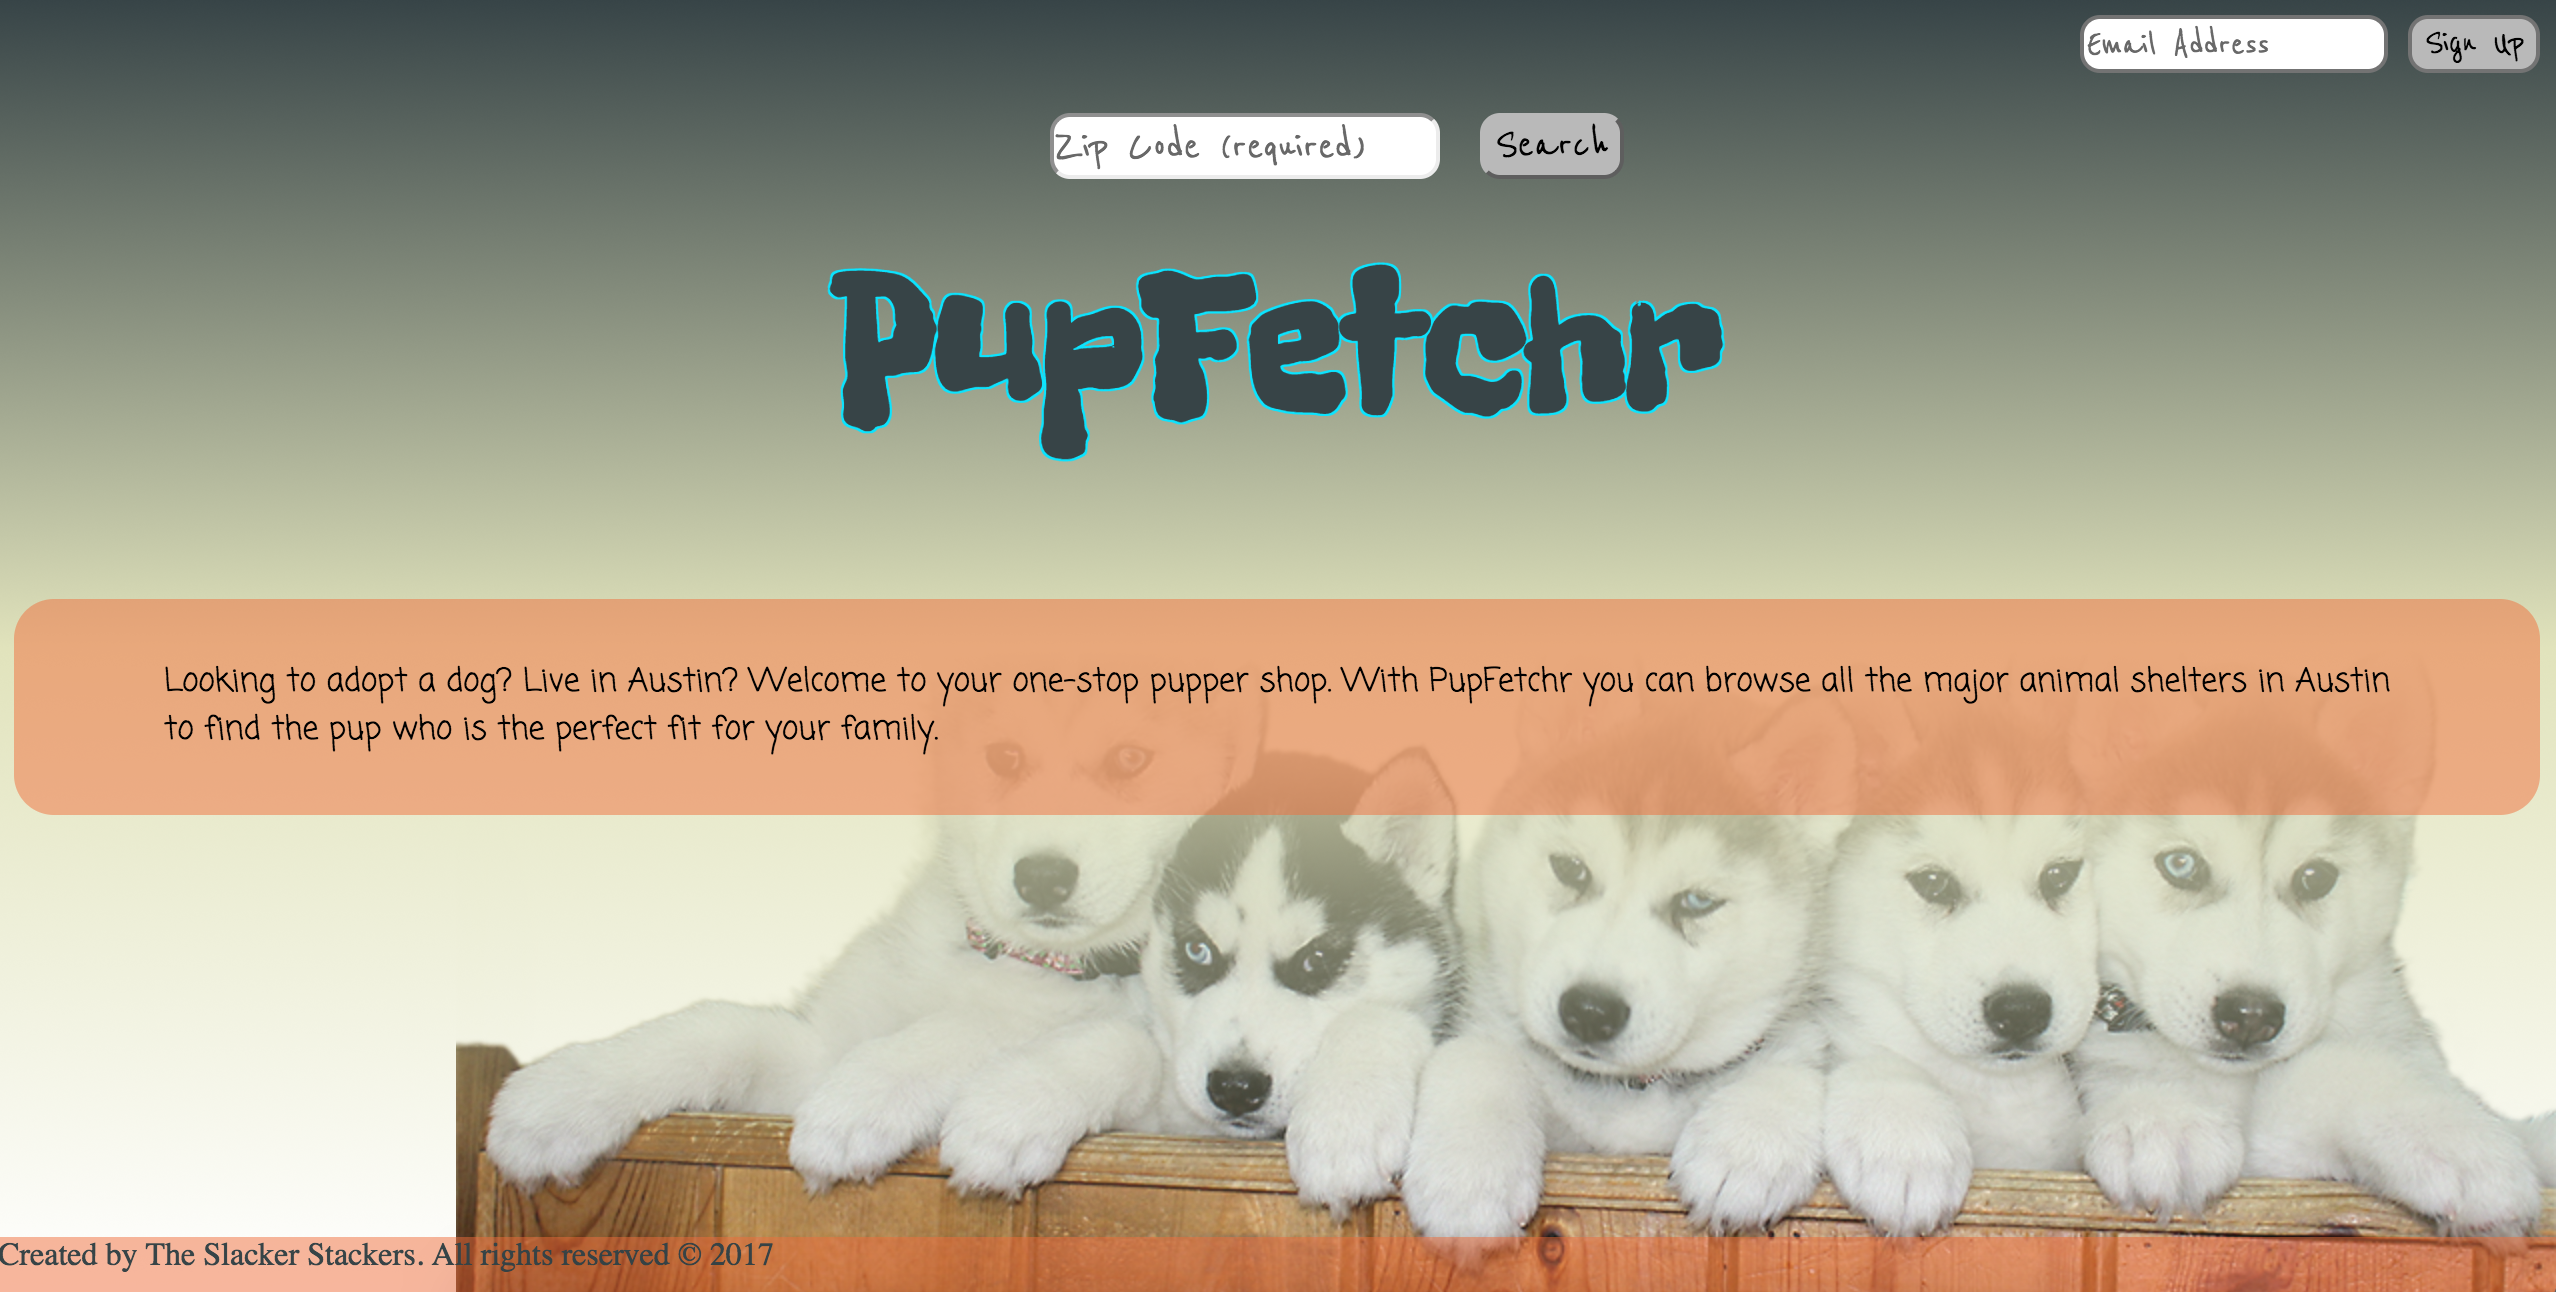 Email Address
Sign Up
Zip Code (required)
Search
PupFetchr
Looking to adopt a dog? Live in Austin? Welcome to your one-stop pupper shop. With PupFetchr you can browse all the major animal shelters in Austin
to find the pup who is the perfect fit for your family.
Created by The Slacker Stackers. All rights reserved © 2017